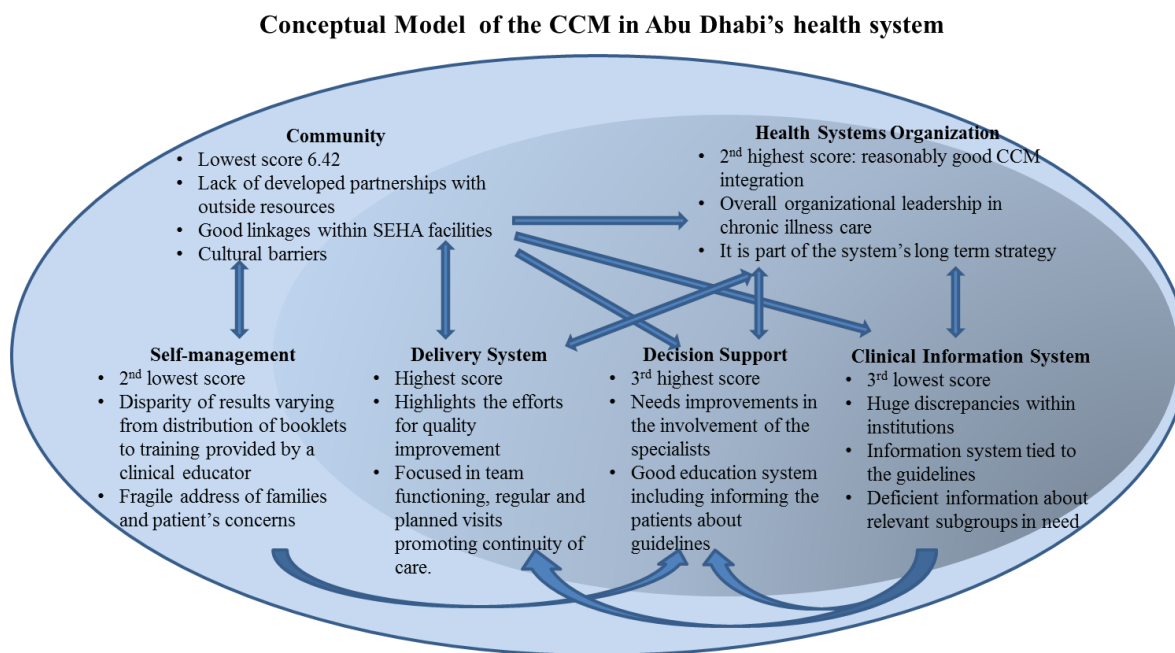 Conceptual Model of the CCM in Abu Dhabi's health system
Community
• Lowest score 6.42
• Lack of developed partnerships with
outside resources
• Good linkages within SEHA facilities
• Cultural barriers
Health Systems Organization
• 2nd highest score: reasonably good CCM
integration
• Overall organizational leadership in
chronic illness care
• It is part of the system's long term strategy
Self-management
• 2nd lowest score
• Disparity of results varying
from distribution of booklets
to training provided by a
clinical educator
• Fragile address of families
and patient's concerns
Delivery System
• Highest score
• Highlights the efforts
for quality
improvement
• Focused in team
functioning, regular and
planned visits
promoting continuity of
care.
Decision Support
• 3rd highest score
• Needs improvements in
the involvement of the
specialists
• Good education system
including informing the
patients about
guidelines
Clinical Information System
• 3rd lowest score
• Huge discrepancies within
institutions
• Information system tied to
the guidelines
• Deficient information about
relevant subgroups in need